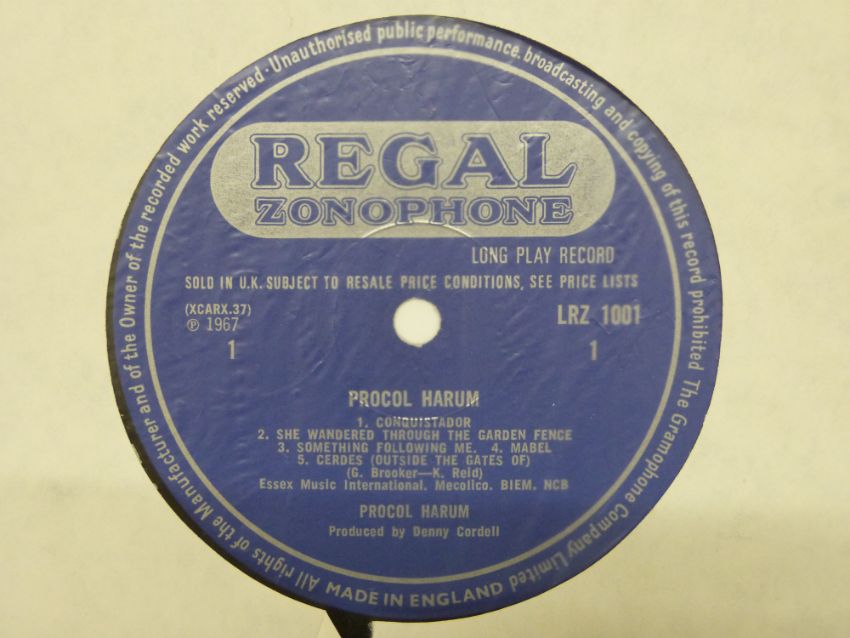 All rights of the Manufacturer and of the Owner of the recorded work reserved · Unauthorised public performance, broadcasting and copying of this record prohibited The Gramophone Company Limited
REGAL
ZONOPHONE
LONG PLAY RECORD
SOLD IN U.K. SUBJECT TO RESALE PRICE CONDITIONS, SEE PRICE LISTS
(XCARX.37) LRZ 1001
℗ 1967
1 1
PROCOL HARUM
1. CONQUISTADOR
2. SHE WANDERED THROUGH THE GARDEN FENCE
3. SOMETHING FOLLOWING ME. 4. MABEL
5. CERDES (OUTSIDE THE GATES OF)
(G. Brooker—K. Reid)
Essex Music International. Mecolico. BIEM. NCB
PROCOL HARUM
Produced by Denny Cordell
MADE IN ENGLAND